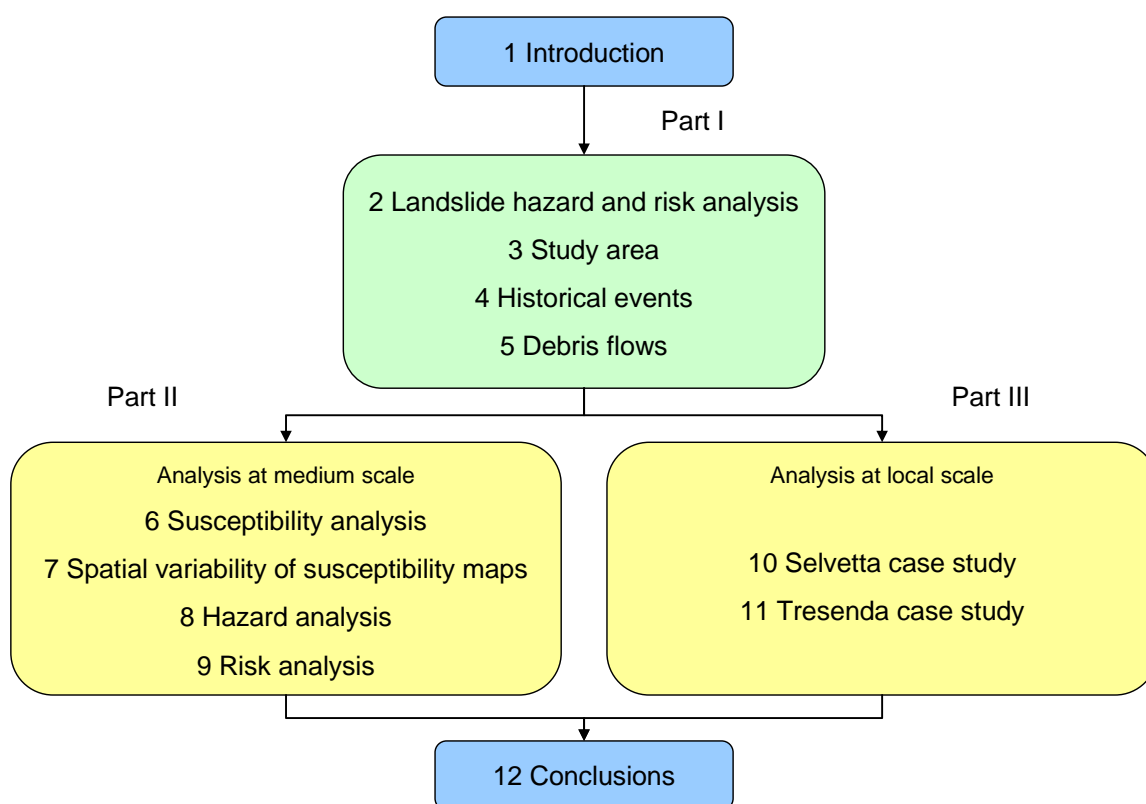 1 Introduction
Part I
2 Landslide hazard and risk analysis
3 Study area
4 Historical events
5 Debris flows
Part II
Part III
Analysis at medium scale
6 Susceptibility analysis
7 Spatial variability of susceptibility maps
8 Hazard analysis
9 Risk analysis
Analysis at local scale
10 Selvetta case study
11 Tresenda case study
12 Conclusions